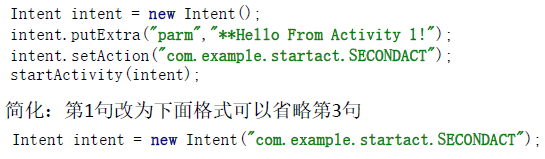 Intent intent = new Intent();
intent.putExtra("parm","**Hello From Activity 1!");
intent.setAction("com.example.startact.SECONDACT");
startActivity(intent);
简化：第1句改为下面格式可以省略第3句
Intent intent = new Intent("com.example.startact.SECONDACT");